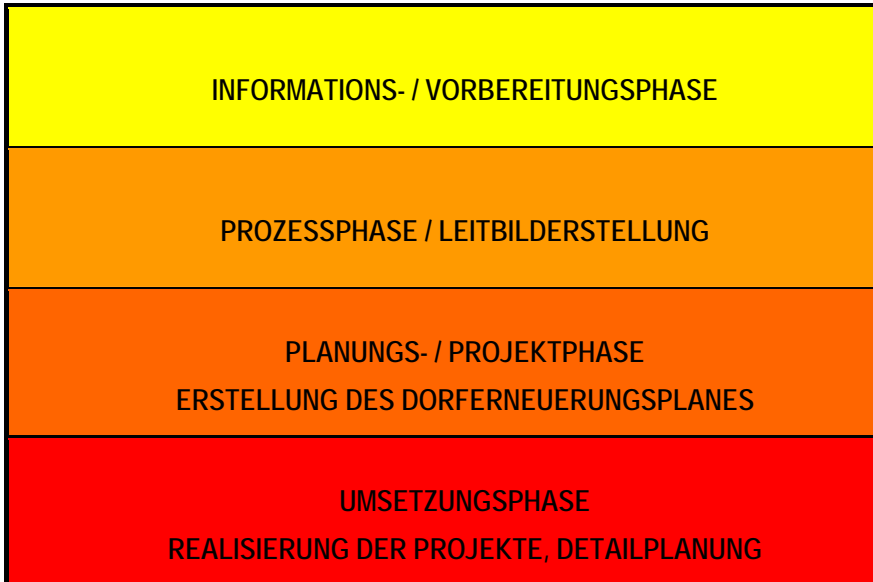 INFORMATIONS- / VORBEREITUNGSPHASE
PROZESSPHASE / LEITBILDERSTELLUNG
PLANUNGS- / PROJEKTPHASE
ERSTELLUNG DES DORFERNEUERUNGSPLANES
UMSETZUNGSPHASE
REALISIERUNG DER PROJEKTE, DETAILPLANUNG